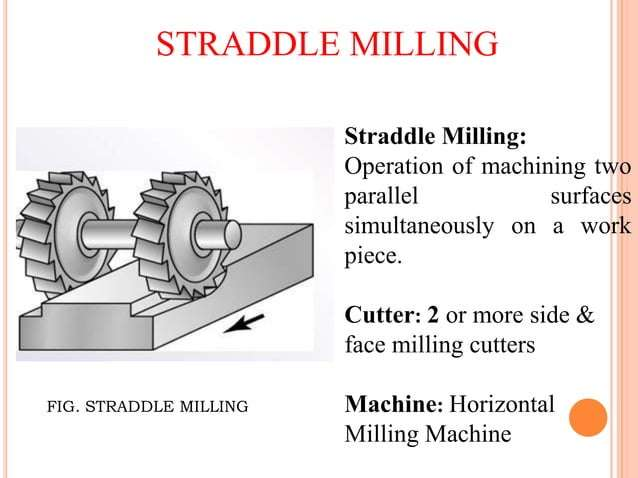 STRADDLE MILLING
Straddle Milling:
Operation of machining two
parallel surfaces
simultaneously on a work
piece.
Cutter: 2 or more side &
face milling cutters
Machine: Horizontal
Milling Machine
FIG. STRADDLE MILLING